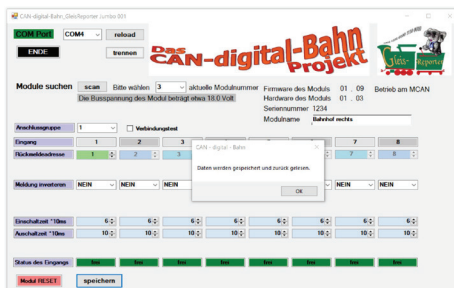 CAN-digital-Bahn_GleisReporter Jumbo 001
COM Port COM4 reload
ENDE trennen
Das CAN-digital-Bahn Projekt
Gleis-Reporter
Module suchen scan Bitte wählen 3 aktuelle Modulnummer
Die Busspannung des Modul beträgt etwa 18.0 Volt
Firmware des Moduls 01 . 09 Betrieb am MCAN
Hardware des Moduls 01 . 03
Seriennummer 1234
Modulname Bahnhof rechts
Anschlussgruppe 1 Verbindungstest
Eingang 1 2 3 7 8
Rückmeldeadresse 1 2 3 7 8
CAN - digital - Bahn
Daten werden gespeichert und zurück gelesen.
OK
Meldung invertieren NEIN NEIN NEIN NEIN NEIN
Einschaltzeit *10ms 6 6 6 6 6 6 6 6
Auschaltzeit *10ms 10 10 10 10 10 10 10 10
Status des Eingangs frei frei frei frei frei frei frei frei
Modul RESET speichern